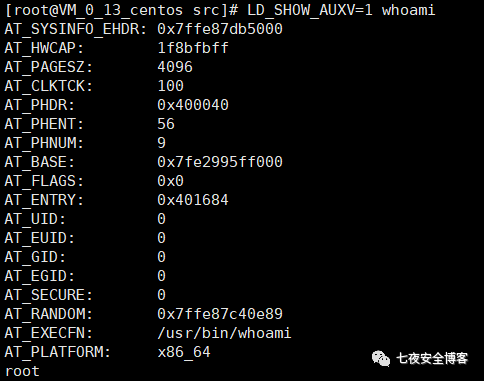 [root@VM_0_13_centos src]# LD_SHOW_AUXV=1 whoami
AT_SYSINFO_EHDR: 0x7ffe87db5000
AT_HWCAP:        1f8bfbff
AT_PAGESZ:       4096
AT_CLKTCK:       100
AT_PHDR:         0x400040
AT_PHENT:        56
AT_PHNUM:        9
AT_BASE:         0x7fe2995ff000
AT_FLAGS:        0x0
AT_ENTRY:        0x401684
AT_UID:          0
AT_EUID:         0
AT_GID:          0
AT_EGID:         0
AT_SECURE:       0
AT_RANDOM:       0x7ffe87c40e89
AT_EXECFN:       /usr/bin/whoami
AT_PLATFORM:     x86_64
root
七夜安全博客